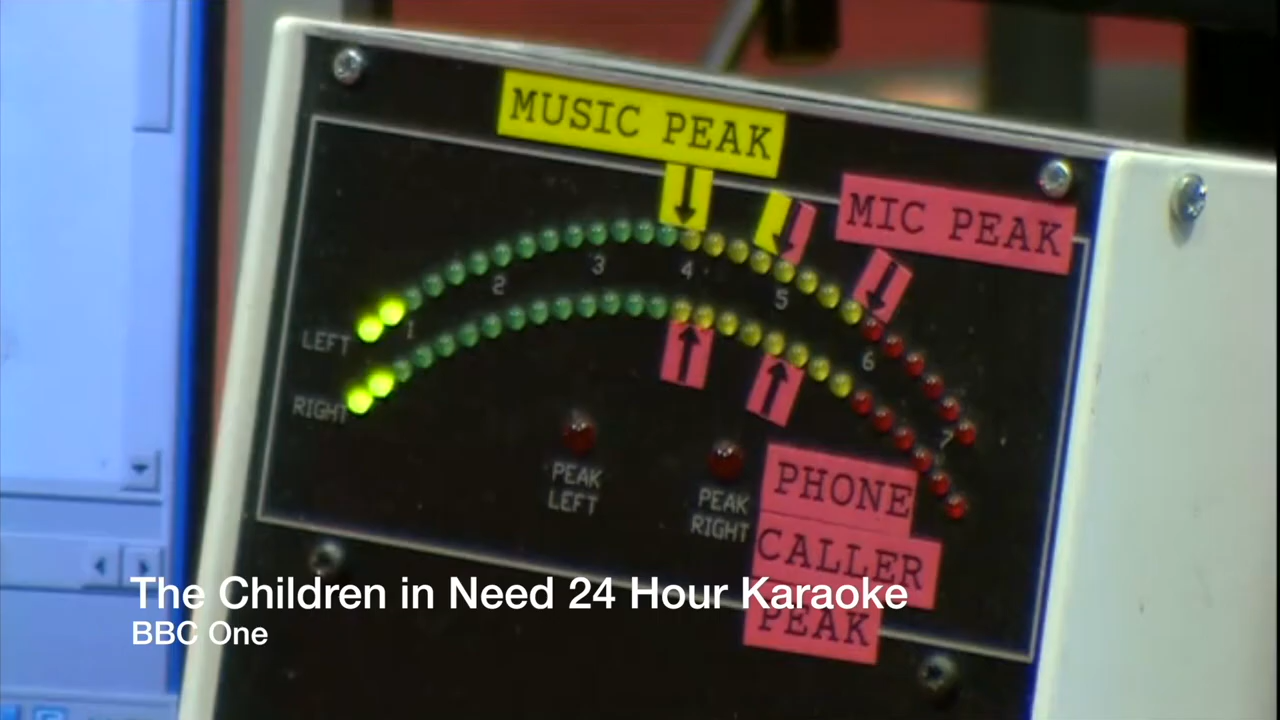 MUSIC PEAK
MIC PEAK
1 2 3 4 5 6 7
LEFT
RIGHT
PEAK
LEFT
PEAK
RIGHT
PHONE
CALLER
PEAK
The Children in Need 24 Hour Karaoke
BBC One